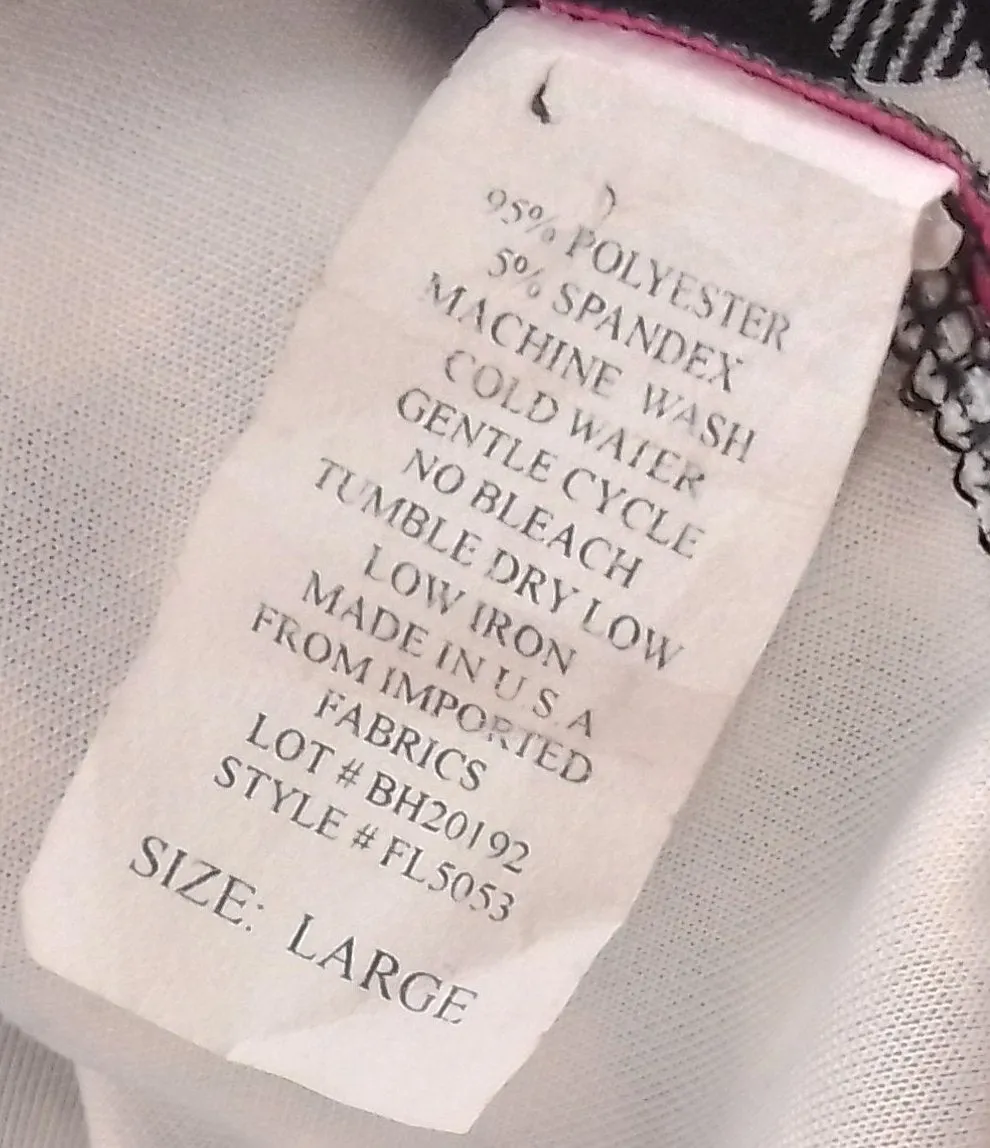 95% POLYESTER
5% SPANDEX
MACHINE WASH
COLD WATER
GENTLE CYCLE
NO BLEACH
TUMBLE DRY LOW
LOW IRON
MADE IN U.S.A
FROM IMPORTED
FABRICS
LOT # BH20192
STYLE # FL5053
SIZE: LARGE